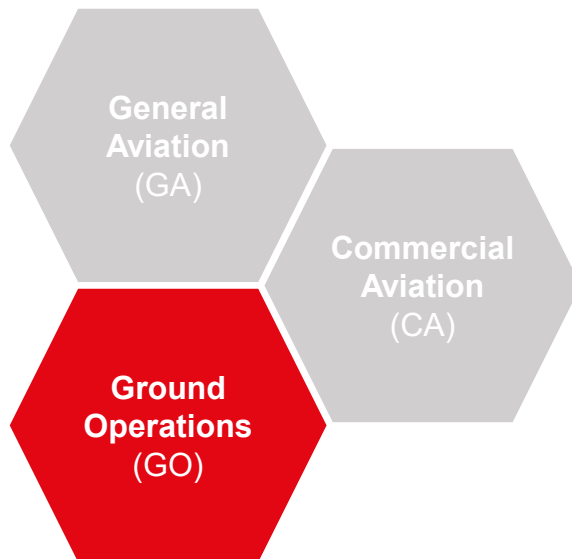 General
Aviation
(GA)
Commercial
Aviation
(CA)
Ground
Operations
(GO)